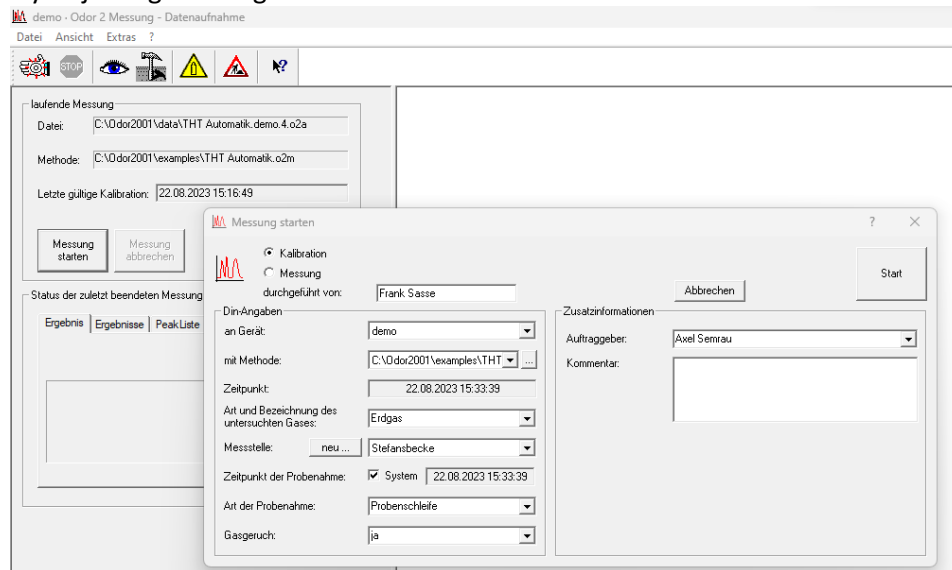 demo - Odor 2 Messung - Datenaufnahme
Datei Ansicht Extras ?
STOP
laufende Messung
Datei: C:\Odor2001\data\THT Automatik.demo.4.o2a
Methode: C:\Odor2001\examples\THT Automatik.o2m
Letzte gültige Kalibration: 22.08.2023 15:16:49
Messung starten
Messung abbrechen
Status der zuletzt beendeten Messung
Ergebnis Ergebnisse PeakListe
Messung starten
? 
Kalibration
Messung
durchgeführt von: Frank Sasse
Abbrechen
Start
Din-Angaben
an Gerät: demo
mit Methode: C:\Odor2001\examples\THT ...
Zeitpunkt: 22.08.2023 15:33:39
Art und Bezeichnung des
untersuchten Gases: Erdgas
Messstelle: neu ... Stefansbecke
Zeitpunkt der Probenahme: System 22.08.2023 15:33:39
Art der Probenahme: Probenschleife
Gasgeruch: ja
Zusatzinformationen
Auftraggeber: Axel Semrau
Kommentar: